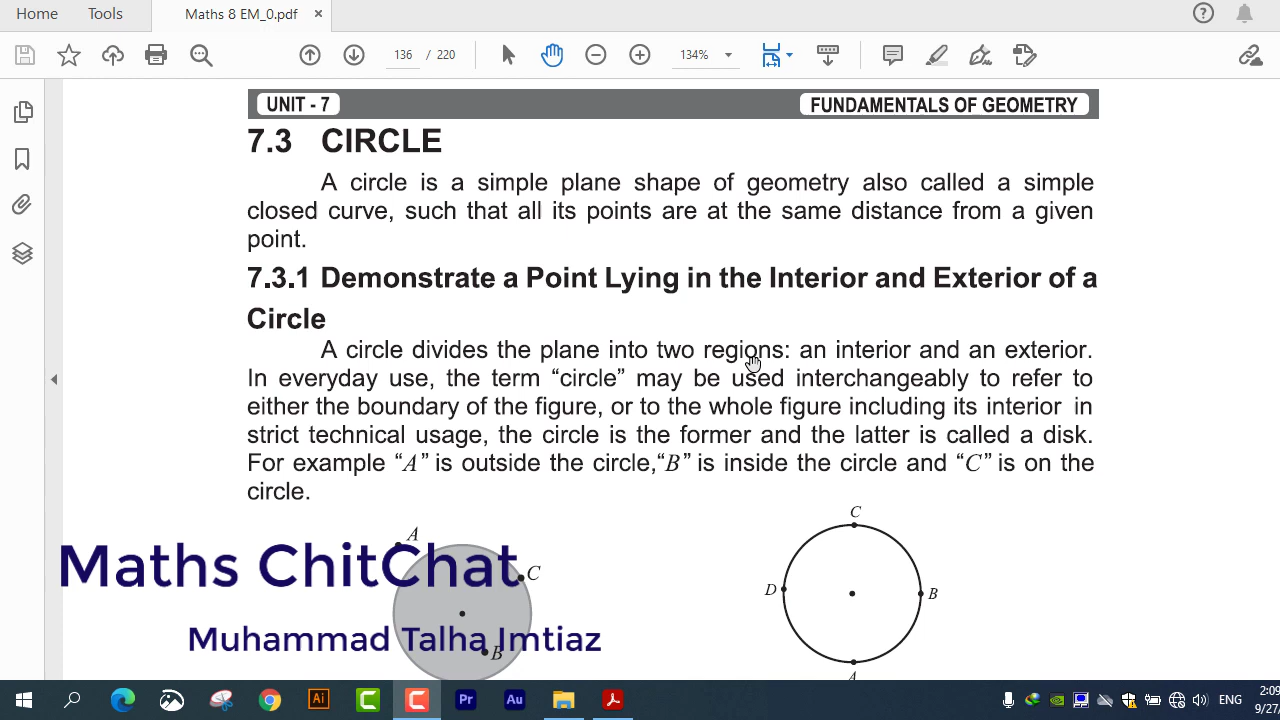 Home Tools Maths 8 EM_0.pdf ×
136 / 220 134%
UNIT - 7 FUNDAMENTALS OF GEOMETRY
7.3 CIRCLE
A circle is a simple plane shape of geometry also called a simple
closed curve, such that all its points are at the same distance from a given
point.
7.3.1 Demonstrate a Point Lying in the Interior and Exterior of a
Circle
A circle divides the plane into two regions: an interior and an exterior.
In everyday use, the term “circle” may be used interchangeably to refer to
either the boundary of the figure, or to the whole figure including its interior in
strict technical usage, the circle is the former and the latter is called a disk.
For example “A” is outside the circle,“B” is inside the circle and “C” is on the
circle.
A
C
B
C
D
B
A
Maths ChitChat
Muhammad Talha Imtiaz
Ai C C Pr Au
ENG
2:09
9/27/